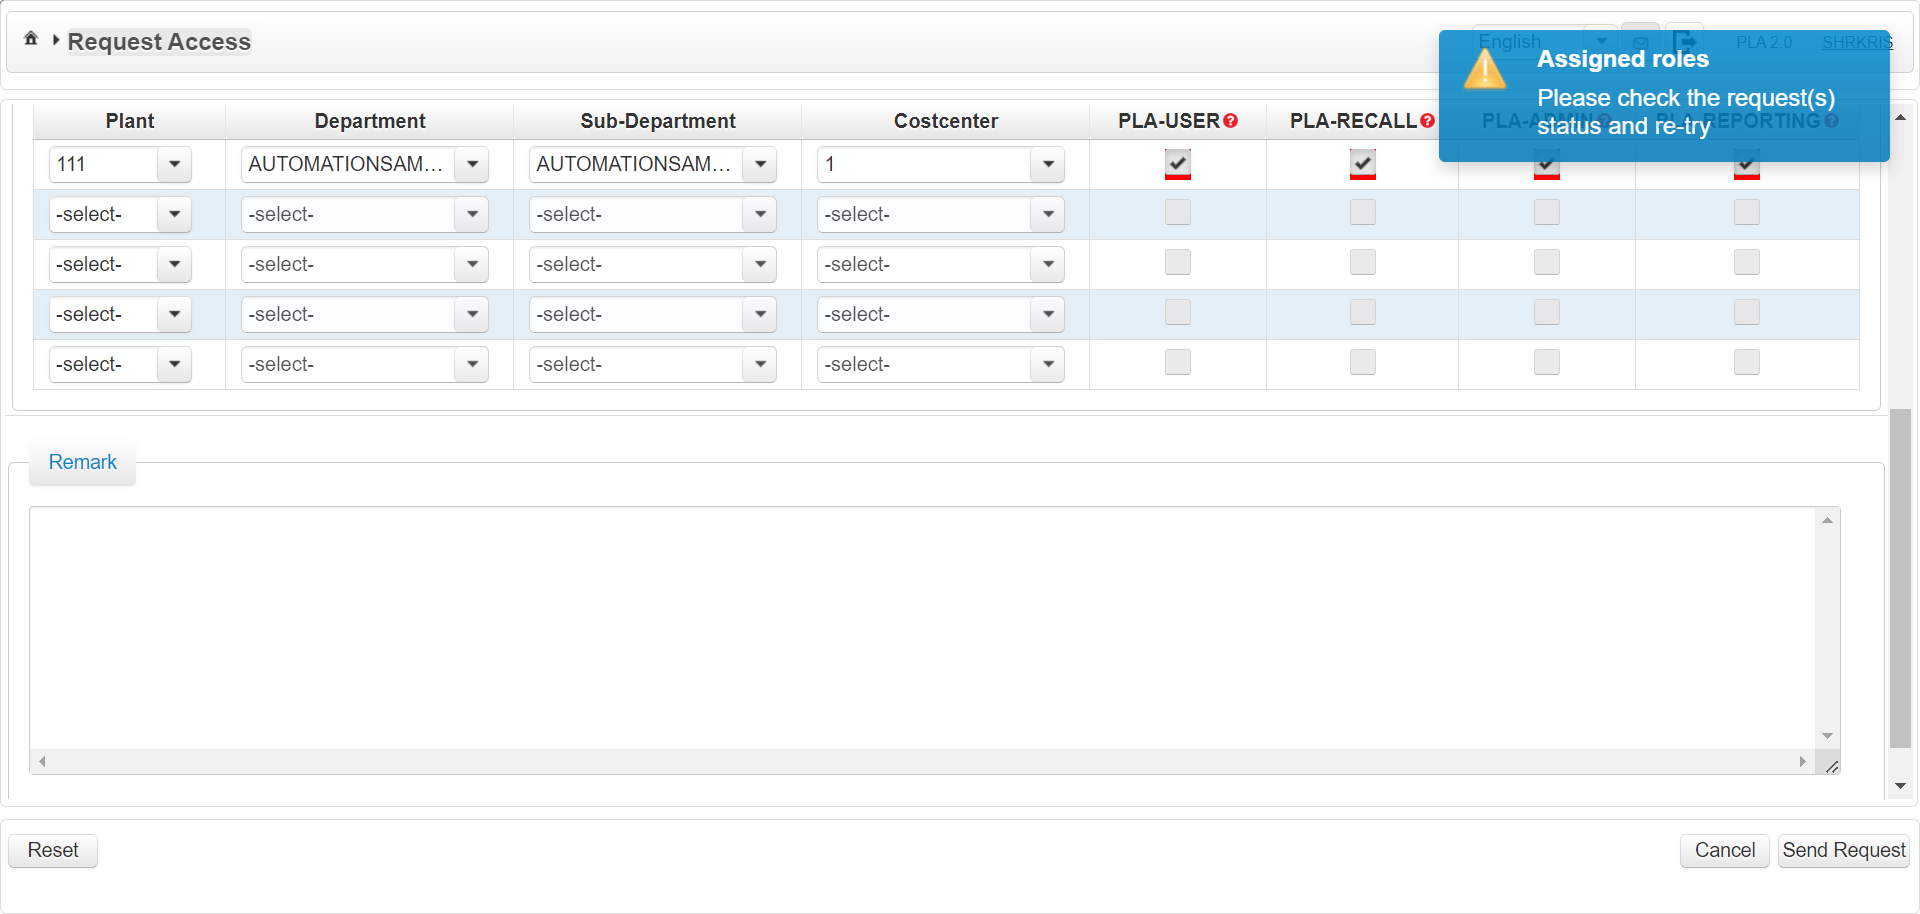 Request Access
English
PLA 2.0
SHRKRIS
Assigned roles
Please check the request(s)
status and re-try
Plant Department Sub-Department Costcenter PLA-USER PLA-RECALL PLA-ADMIN PLA-REPORTING
111 AUTOMATIONSAM... AUTOMATIONSAM... 1
-select- -select- -select- -select-
-select- -select- -select- -select-
-select- -select- -select- -select-
-select- -select- -select- -select-
Remark
Reset Cancel Send Request